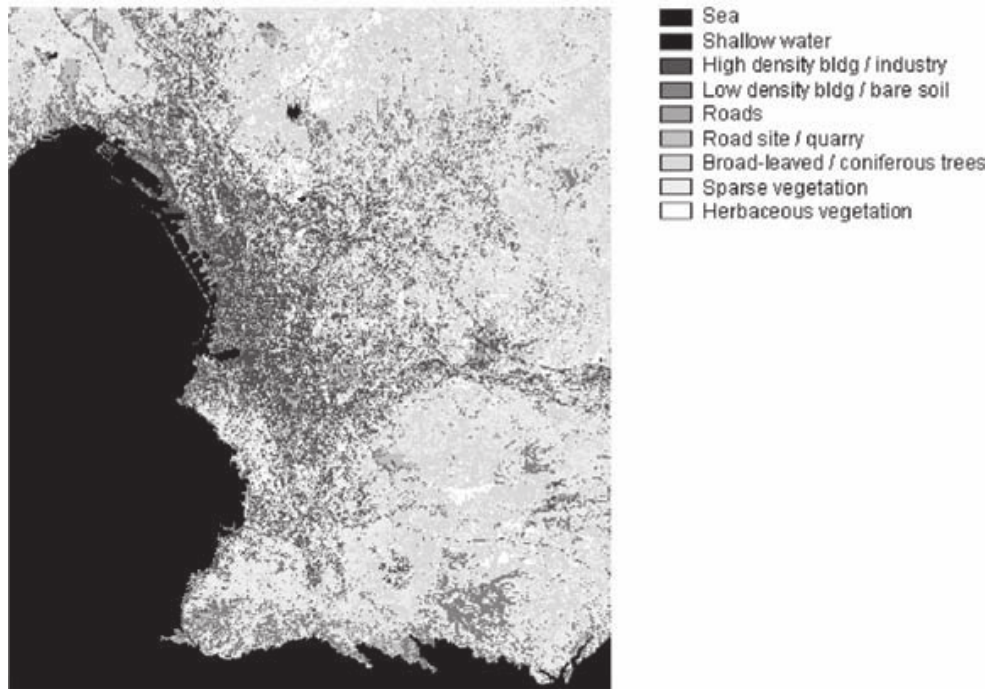 Sea
Shallow water
High density bldg / industry
Low density bldg / bare soil
Roads
Road site / quarry
Broad-leaved / coniferous trees
Sparse vegetation
Herbaceous vegetation